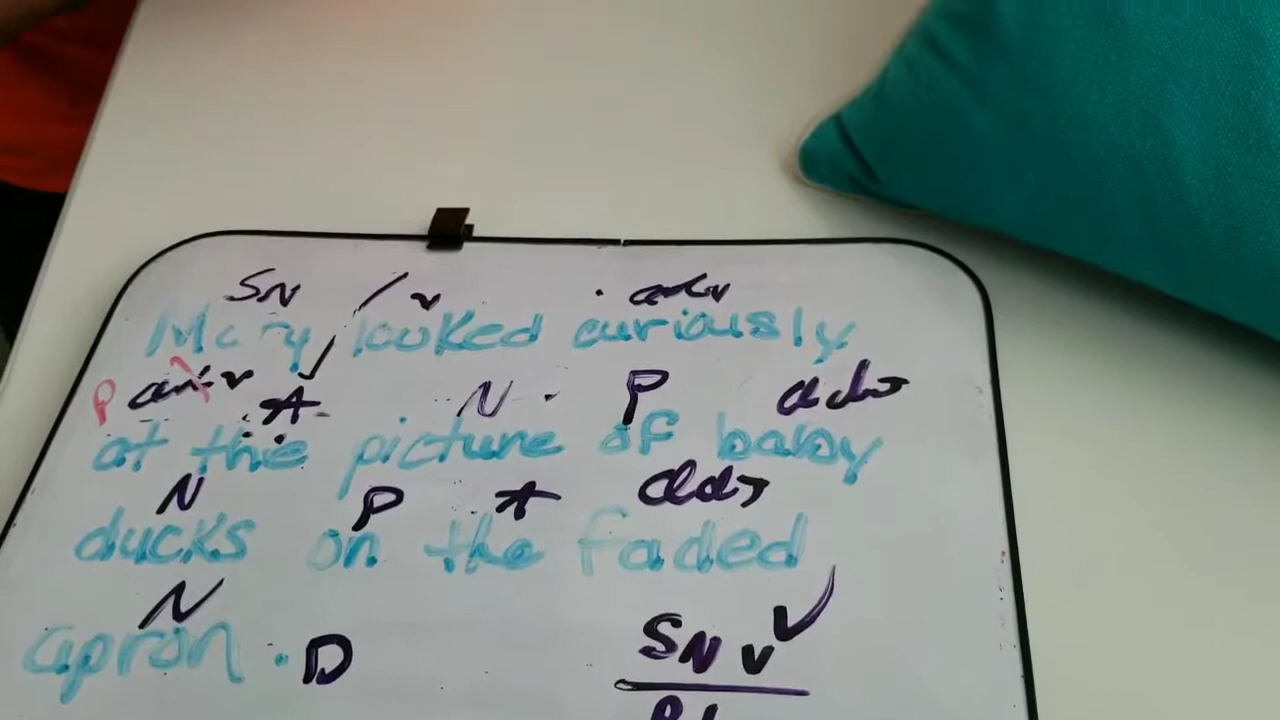 SN / v . adv
Mary looked curiously
P adv A N . P adj
at the picture of baby
N P A adj
ducks on the faded
N
apron. D
SN v
P1